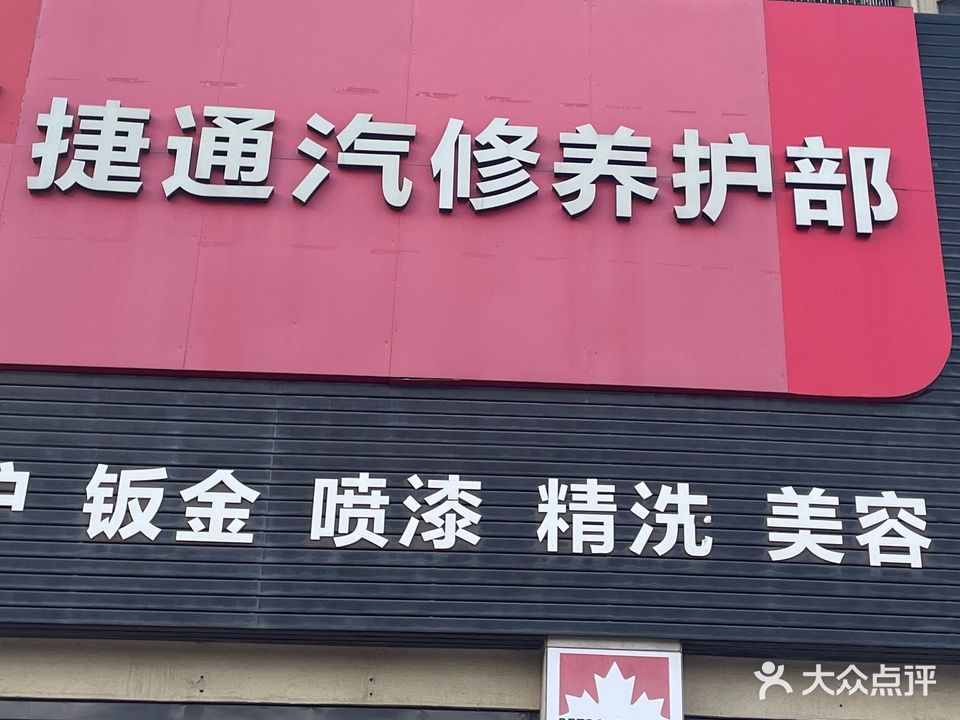 捷通汽修养护部
护 钣金 喷漆 精洗 美容
大众点评